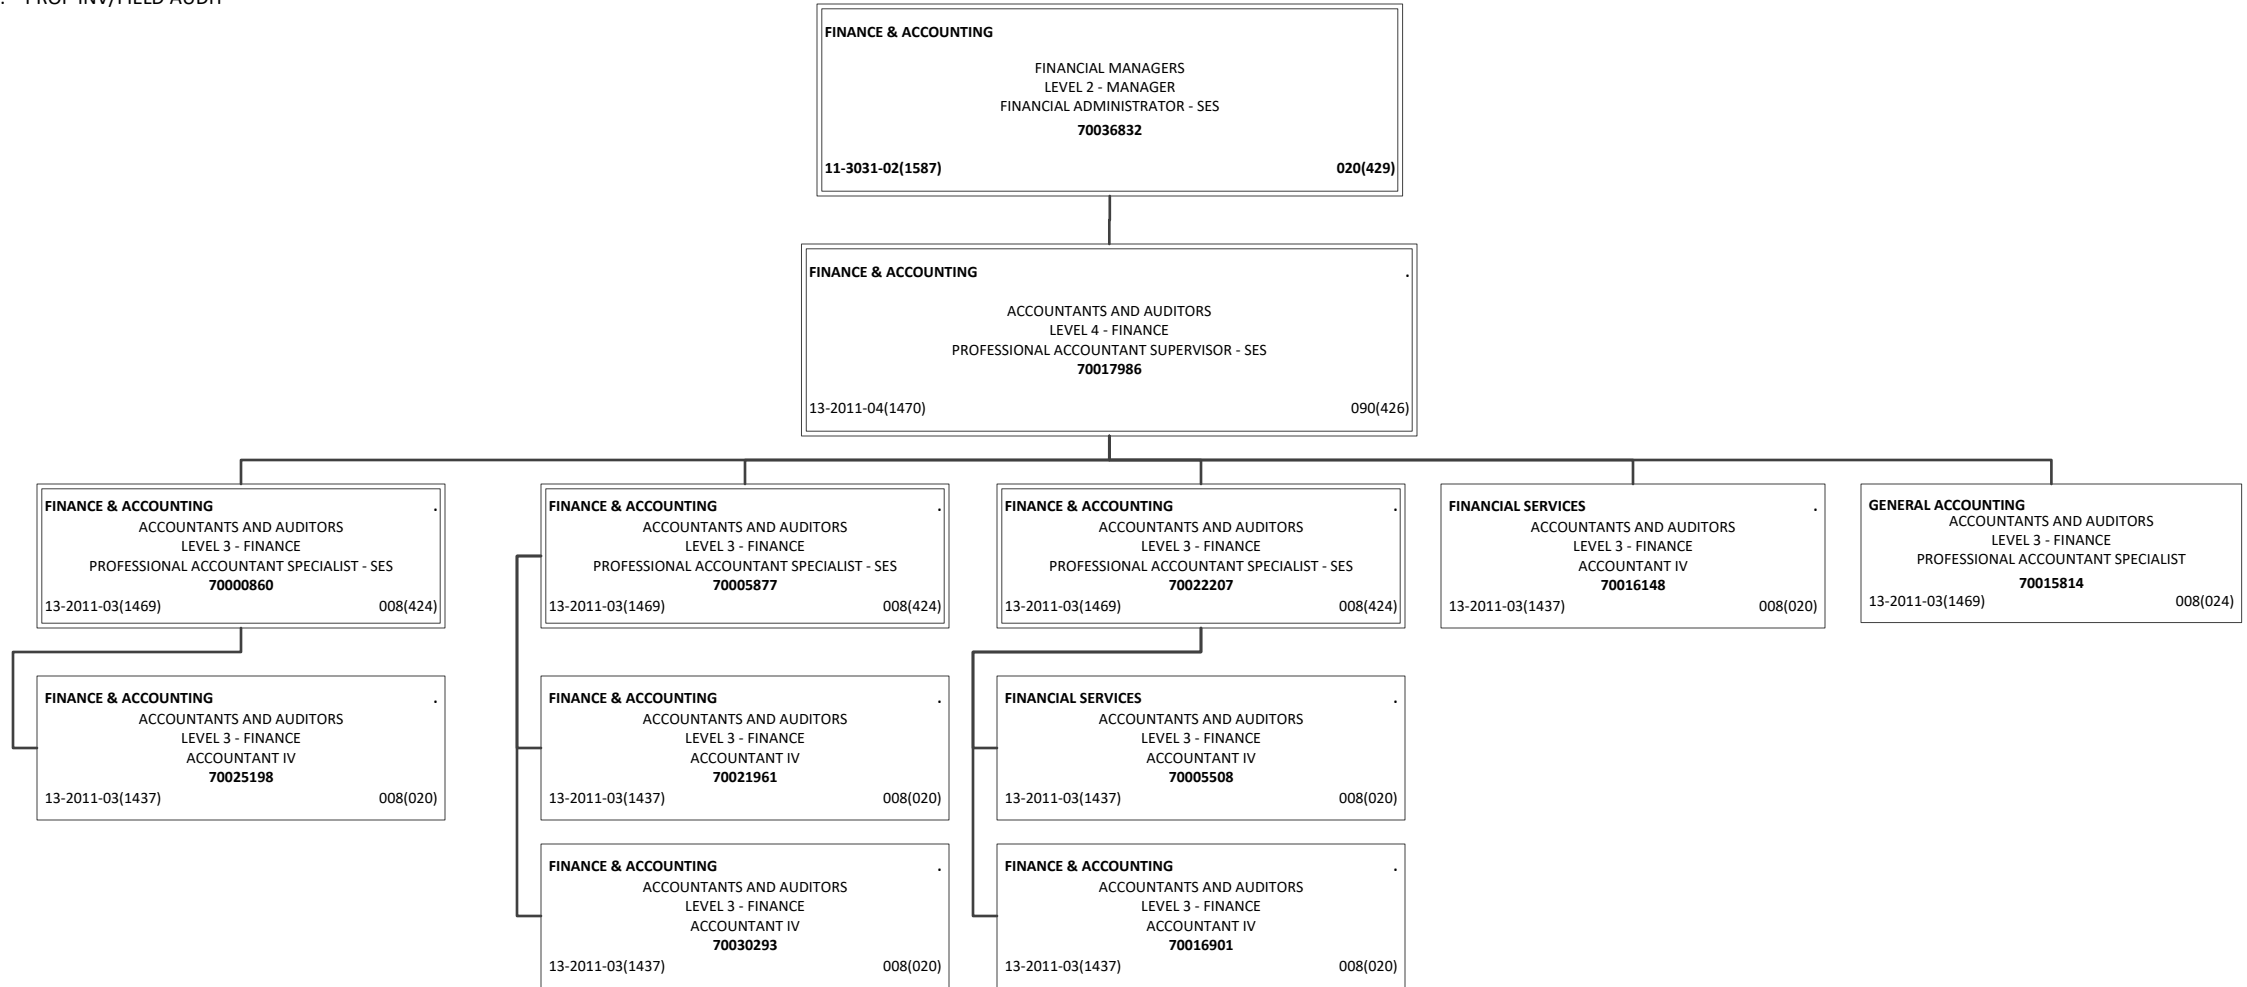 . PROP INV/FIELD AUDIT
FINANCE & ACCOUNTING
FINANCIAL MANAGERS
LEVEL 2 - MANAGER
FINANCIAL ADMINISTRATOR - SES
70036832
11-3031-02(1587) 020(429)
FINANCE & ACCOUNTING .
ACCOUNTANTS AND AUDITORS
LEVEL 4 - FINANCE
PROFESSIONAL ACCOUNTANT SUPERVISOR - SES
70017986
13-2011-04(1470) 090(426)
FINANCE & ACCOUNTING .
ACCOUNTANTS AND AUDITORS
LEVEL 3 - FINANCE
PROFESSIONAL ACCOUNTANT SPECIALIST - SES
70000860
13-2011-03(1469) 008(424)
FINANCE & ACCOUNTING .
ACCOUNTANTS AND AUDITORS
LEVEL 3 - FINANCE
PROFESSIONAL ACCOUNTANT SPECIALIST - SES
70005877
13-2011-03(1469) 008(424)
FINANCE & ACCOUNTING .
ACCOUNTANTS AND AUDITORS
LEVEL 3 - FINANCE
PROFESSIONAL ACCOUNTANT SPECIALIST - SES
70022207
13-2011-03(1469) 008(424)
FINANCIAL SERVICES .
ACCOUNTANTS AND AUDITORS
LEVEL 3 - FINANCE
ACCOUNTANT IV
70016148
13-2011-03(1437) 008(020)
GENERAL ACCOUNTING
ACCOUNTANTS AND AUDITORS
LEVEL 3 - FINANCE
PROFESSIONAL ACCOUNTANT SPECIALIST
70015814
13-2011-03(1469) 008(024)
FINANCE & ACCOUNTING .
ACCOUNTANTS AND AUDITORS
LEVEL 3 - FINANCE
ACCOUNTANT IV
70025198
13-2011-03(1437) 008(020)
FINANCE & ACCOUNTING .
ACCOUNTANTS AND AUDITORS
LEVEL 3 - FINANCE
ACCOUNTANT IV
70021961
13-2011-03(1437) 008(020)
FINANCIAL SERVICES .
ACCOUNTANTS AND AUDITORS
LEVEL 3 - FINANCE
ACCOUNTANT IV
70005508
13-2011-03(1437) 008(020)
FINANCE & ACCOUNTING .
ACCOUNTANTS AND AUDITORS
LEVEL 3 - FINANCE
ACCOUNTANT IV
70030293
13-2011-03(1437) 008(020)
FINANCE & ACCOUNTING .
ACCOUNTANTS AND AUDITORS
LEVEL 3 - FINANCE
ACCOUNTANT IV
70016901
13-2011-03(1437) 008(020)